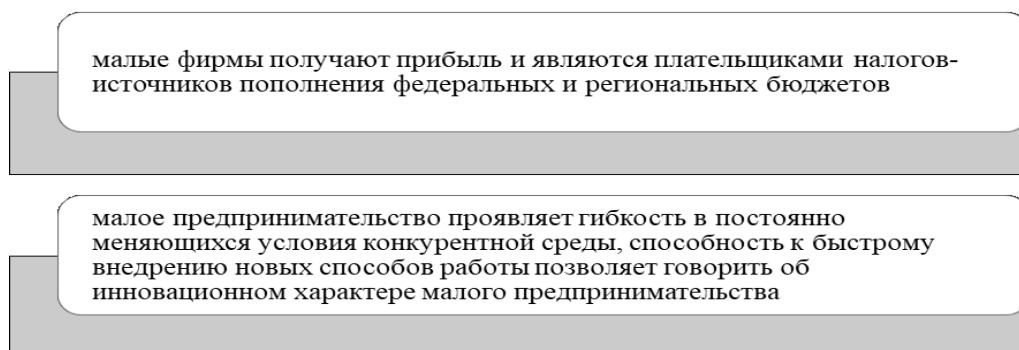 малые фирмы получают прибыль и являются плательщиками налогов-
источников пополнения федеральных и региональных бюджетов
малое предпринимательство проявляет гибкость в постоянно
меняющихся условия конкурентной среды, способность к быстрому
внедрению новых способов работы позволяет говорить об
инновационном характере малого предпринимательства